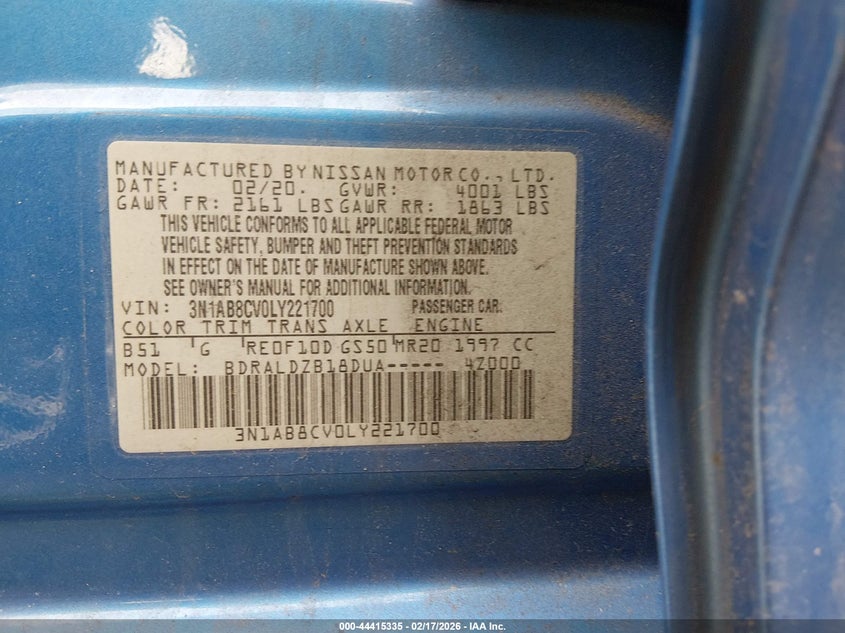 MANUFACTURED BY NISSAN MOTOR CO., LTD.
DATE: 02/20. GVWR: 4001 LBS
GAWR FR: 2161 LBS GAWR RR: 1863 LBS
THIS VEHICLE CONFORMS TO ALL APPLICABLE FEDERAL MOTOR
VEHICLE SAFETY, BUMPER AND THEFT PREVENTION STANDARDS
IN EFFECT ON THE DATE OF MANUFACTURE SHOWN ABOVE.
SEE OWNER'S MANUAL FOR ADDITIONAL INFORMATION.
VIN: 3N1AB8CV0LY221700 PASSENGER CAR.
COLOR TRIM TRANS AXLE ENGINE
B51 G RE0F10D GS50 MR20 1997 CC
MODEL: BDRALDZB18DUA----- 4Z000
3N1AB8CV0LY221700
000-44415335 - 02/17/2026 - IAA Inc.